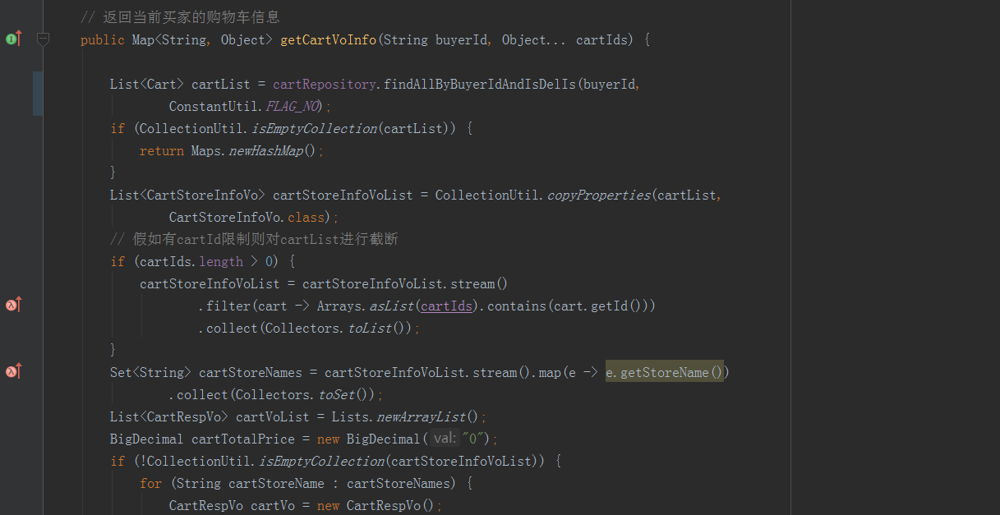 // 返回当前买家的购物车信息
public Map<String, Object> getCartVoInfo(String buyerId, Object... cartIds) {
List<Cart> cartList = cartRepository.findAllByBuyerIdAndIsDelIs(buyerId,
ConstantUtil.FLAG_NO);
if (CollectionUtil.isEmptyCollection(cartList)) {
return Maps.newHashMap();
}
List<CartStoreInfoVo> cartStoreInfoVoList = CollectionUtil.copyProperties(cartList,
CartStoreInfoVo.class);
// 假如有cartId限制则对cartList进行截断
if (cartIds.length > 0) {
cartStoreInfoVoList = cartStoreInfoVoList.stream()
.filter(cart -> Arrays.asList(cartIds).contains(cart.getId()))
.collect(Collectors.toList());
}
Set<String> cartStoreNames = cartStoreInfoVoList.stream().map(e -> e.getStoreName())
.collect(Collectors.toSet());
List<CartRespVo> cartVoList = Lists.newArrayList();
BigDecimal cartTotalPrice = new BigDecimal( val: "0");
if (!CollectionUtil.isEmptyCollection(cartStoreInfoVoList)) {
for (String cartStoreName : cartStoreNames) {
CartRespVo cartVo = new CartRespVo();